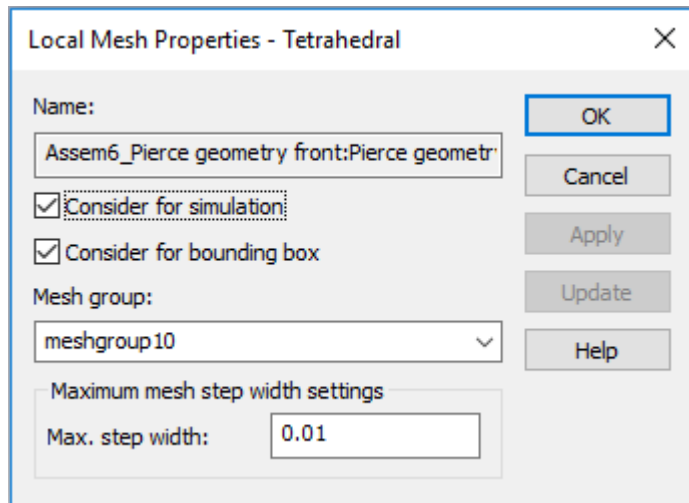 Local Mesh Properties - Tetrahedral
Name:
Assem6_Pierce geometry front:Pierce geometry
Consider for simulation
Consider for bounding box
Mesh group:
meshgroup10
Maximum mesh step width settings
Max. step width:
0.01
OK
Cancel
Apply
Update
Help